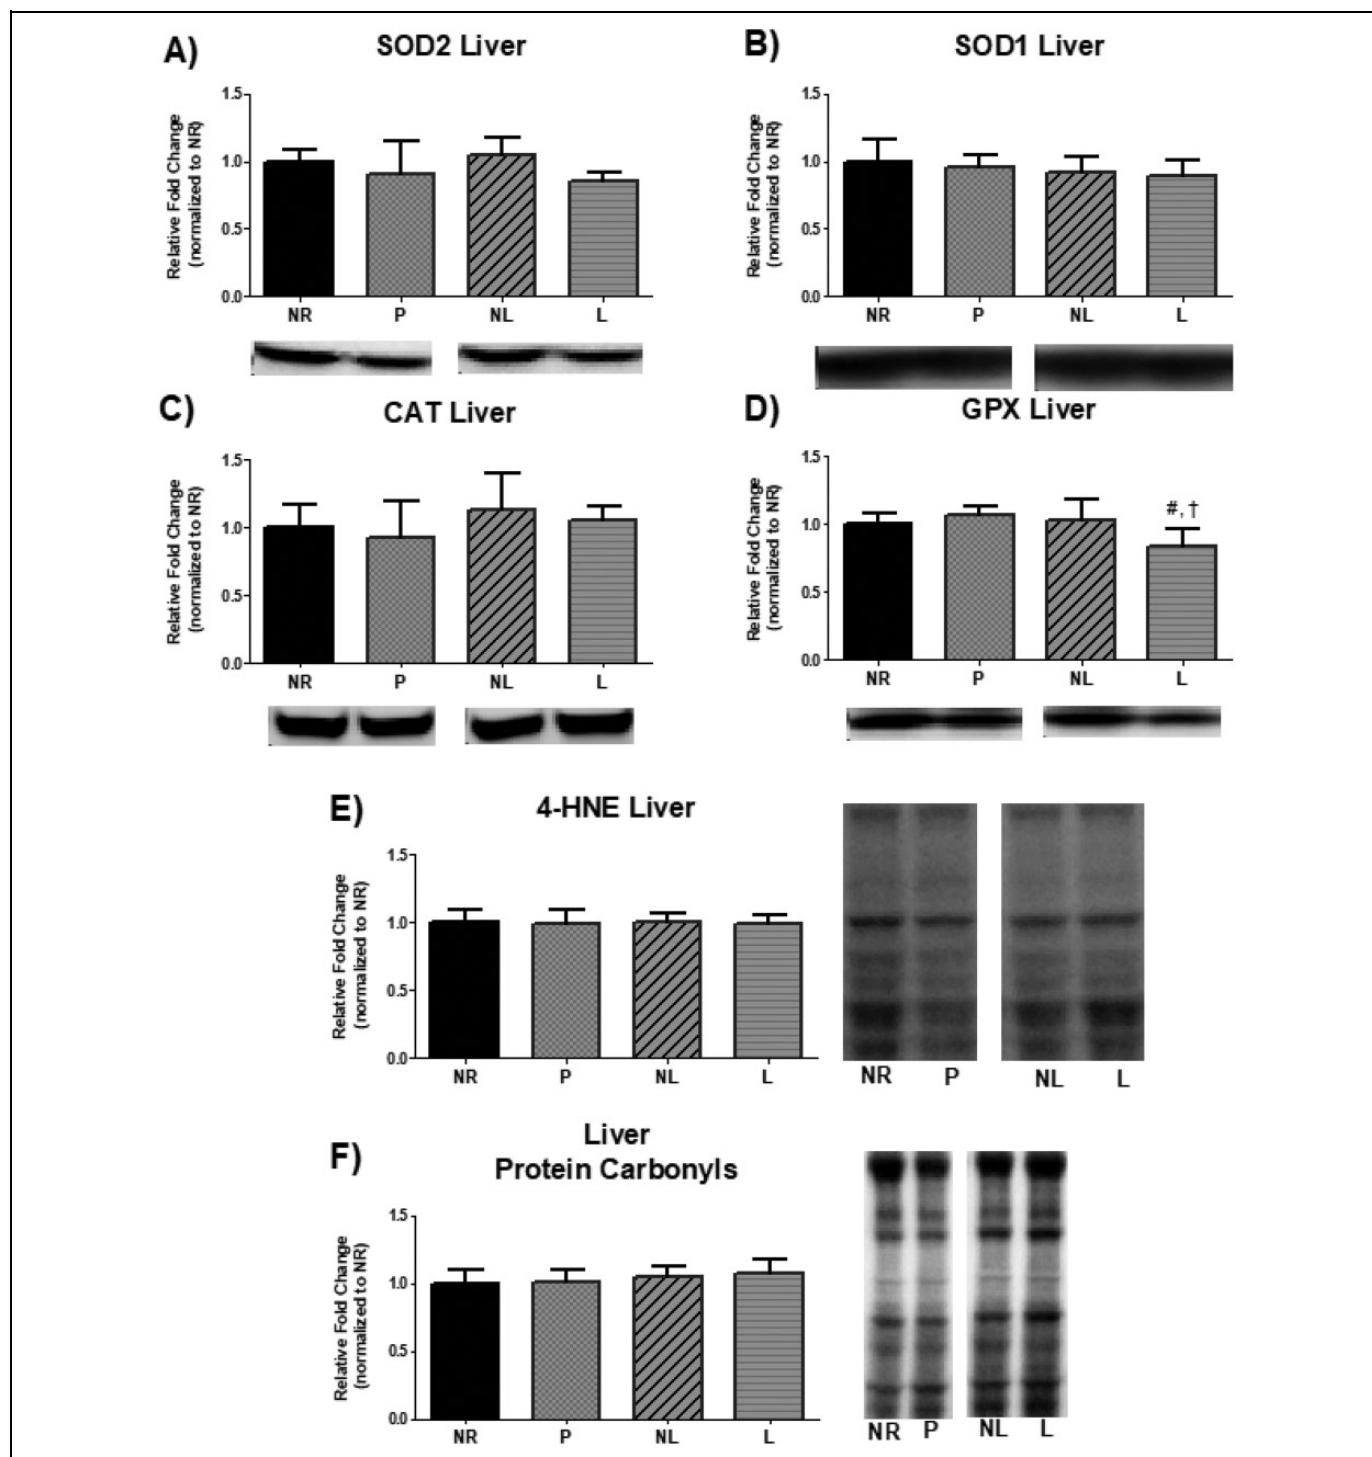 A)
SOD2 Liver
Relative Fold Change
(normalized to NR)
1.5
1.0
0.5
0.0
NR P NL L
B)
SOD1 Liver
Relative Fold Change
(normalized to NR)
1.5
1.0
0.5
0.0
NR P NL L
C)
CAT Liver
Relative Fold Change
(normalized to NR)
1.5
1.0
0.5
0.0
NR P NL L
D)
GPX Liver
Relative Fold Change
(normalized to NR)
1.5
1.0
0.5
0.0
#, †
NR P NL L
E)
4-HNE Liver
Relative Fold Change
(normalized to NR)
1.5
1.0
0.5
0.0
NR P NL L
NR P NL L
F)
Liver
Protein Carbonyls
Relative Fold Change
(normalized to NR)
1.5
1.0
0.5
0.0
NR P NL L
NR P NL L